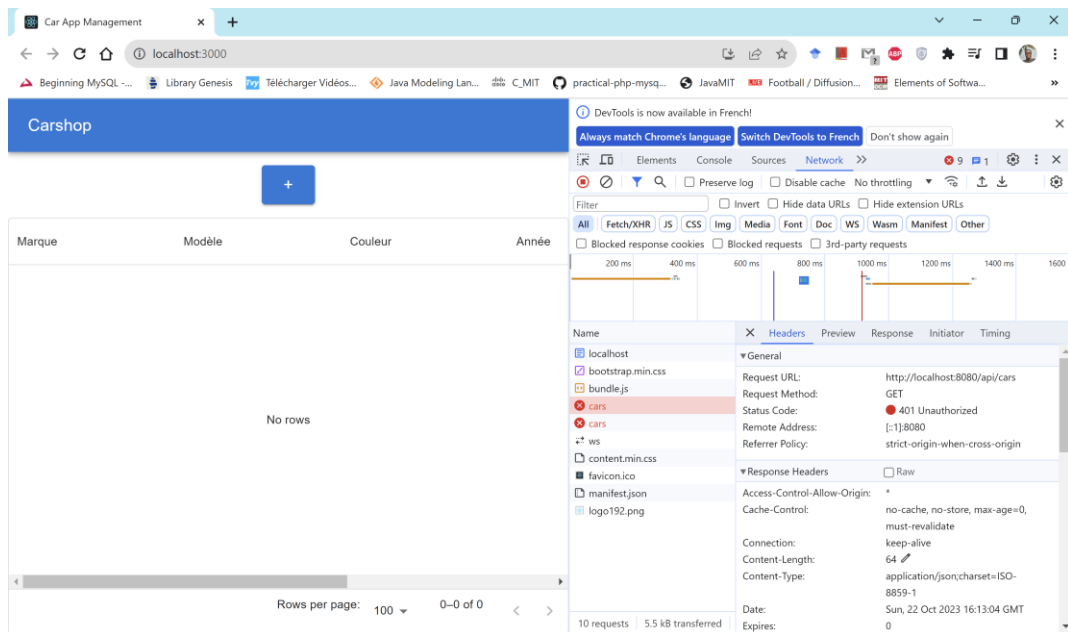 Car App Management
localhost:3000
Beginning MySQL -...
Library Genesis
Télécharger Vidéos...
Java Modeling Lan...
C_MIT
practical-php-mysq...
JavaMIT
Football / Diffusion...
Elements of Softwa...
»
Carshop
+
Marque Modèle Couleur Année
No rows
Rows per page: 100 0–0 of 0
DevTools is now available in French!
Always match Chrome's language Switch DevTools to French Don't show again
Elements Console Sources Network 9 1
Preserve log Disable cache No throttling
Filter Invert Hide data URLs Hide extension URLs
All Fetch/XHR JS CSS Img Media Font Doc WS Wasm Manifest Other
Blocked response cookies Blocked requests 3rd-party requests
200 ms 400 ms 600 ms 800 ms 1000 ms 1200 ms 1400 ms 1600
Name
localhost
bootstrap.min.css
bundle.js
cars
cars
ws
content.min.css
favicon.ico
manifest.json
logo192.png
10 requests 5.5 kB transferred
Headers Preview Response Initiator Timing
General
Request URL: http://localhost:8080/api/cars
Request Method: GET
Status Code: 401 Unauthorized
Remote Address: [::1]:8080
Referrer Policy: strict-origin-when-cross-origin
Response Headers Raw
Access-Control-Allow-Origin: *
Cache-Control: no-cache, no-store, max-age=0,
must-revalidate
Connection: keep-alive
Content-Length: 64
Content-Type: application/json;charset=ISO-
8859-1
Date: Sun, 22 Oct 2023 16:13:04 GMT
Expires: 0